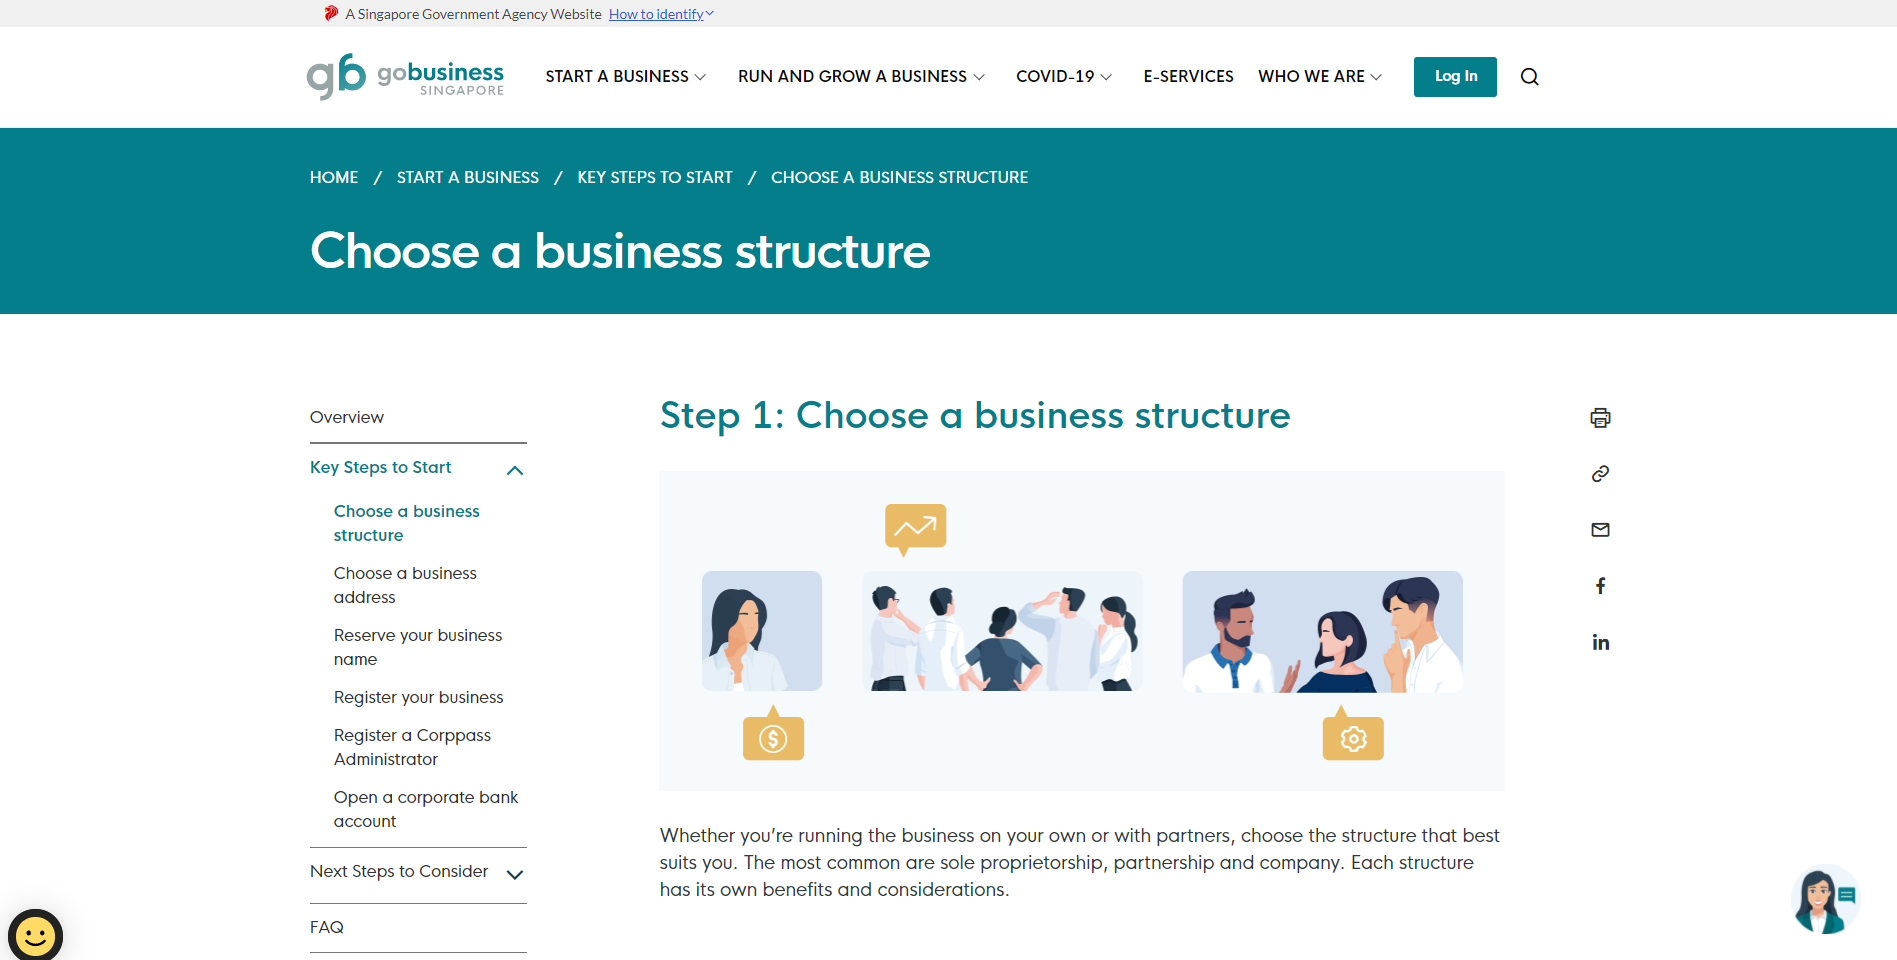 A Singapore Government Agency Website How to identify
gb gobusiness
SINGAPORE
START A BUSINESS
RUN AND GROW A BUSINESS
COVID-19
E-SERVICES
WHO WE ARE
Log In
HOME / START A BUSINESS / KEY STEPS TO START / CHOOSE A BUSINESS STRUCTURE
Choose a business structure
Overview
Key Steps to Start
Choose a business
structure
Choose a business
address
Reserve your business
name
Register your business
Register a Corppass
Administrator
Open a corporate bank
account
Next Steps to Consider
FAQ
Step 1: Choose a business structure
$
Whether you’re running the business on your own or with partners, choose the structure that best
suits you. The most common are sole proprietorship, partnership and company. Each structure
has its own benefits and considerations.
f
in